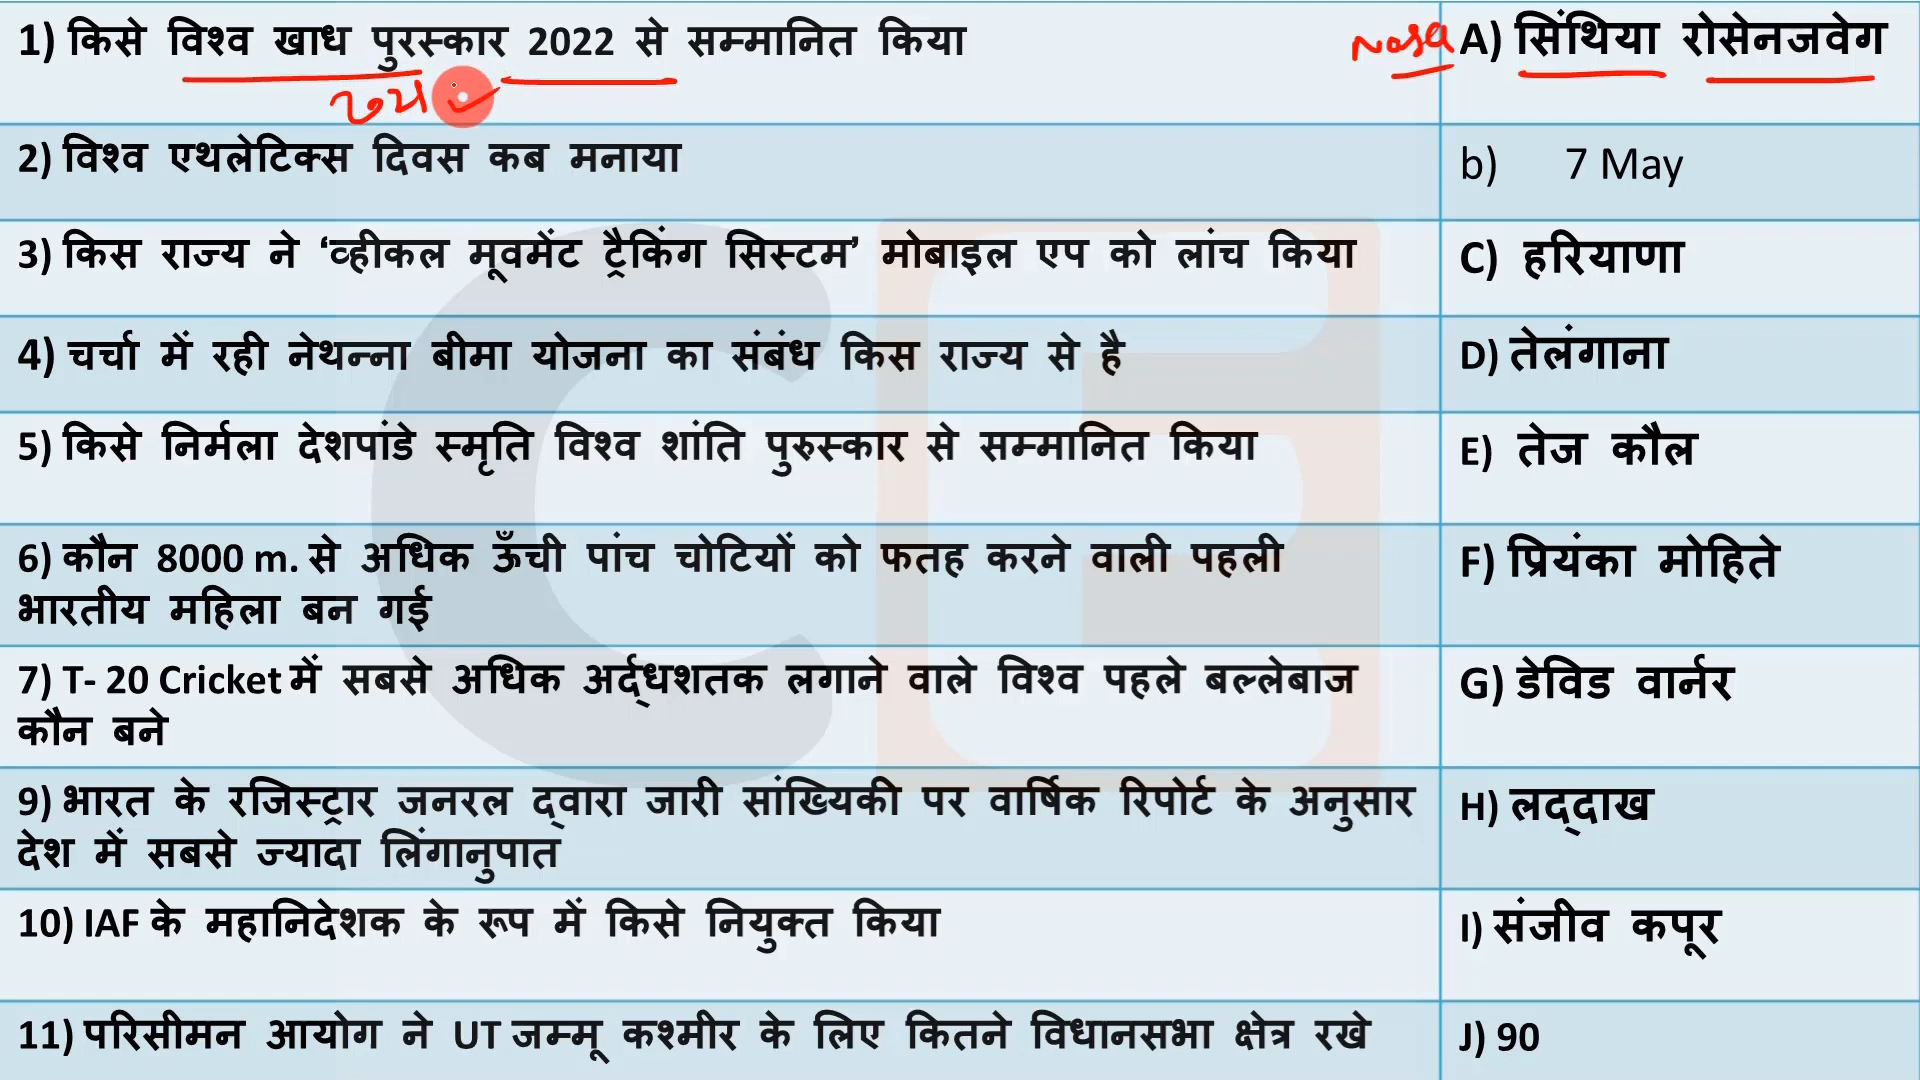 1) किसे विश्व खाध पुरस्कार 2022 से सम्मानित किया
Nasa A) सिंथिया रोसेनजवेग
2) विश्व एथलेटिक्स दिवस कब मनाया
b) 7 May
3) किस राज्य ने ‘व्हीकल मूवमेंट ट्रैकिंग सिस्टम’ मोबाइल एप को लांच किया
C) हरियाणा
4) चर्चा में रही नेथन्ना बीमा योजना का संबंध किस राज्य से है
D) तेलंगाना
5) किसे निर्मला देशपांडे स्मृति विश्व शांति पुरुस्कार से सम्मानित किया
E) तेज कौल
6) कौन 8000 m. से अधिक ऊँची पांच चोटियों को फतह करने वाली पहली
भारतीय महिला बन गई
F) प्रियंका मोहिते
7) T- 20 Cricket में सबसे अधिक अर्द्धशतक लगाने वाले विश्व पहले बल्लेबाज
कौन बने
G) डेविड वार्नर
9) भारत के रजिस्ट्रार जनरल द्वारा जारी सांख्यिकी पर वार्षिक रिपोर्ट के अनुसार
देश में सबसे ज्यादा लिंगानुपात
H) लद्दाख
10) IAF के महानिदेशक के रूप में किसे नियुक्त किया
I) संजीव कपूर
11) परिसीमन आयोग ने UT जम्मू कश्मीर के लिए कितने विधानसभा क्षेत्र रखे
J) 90